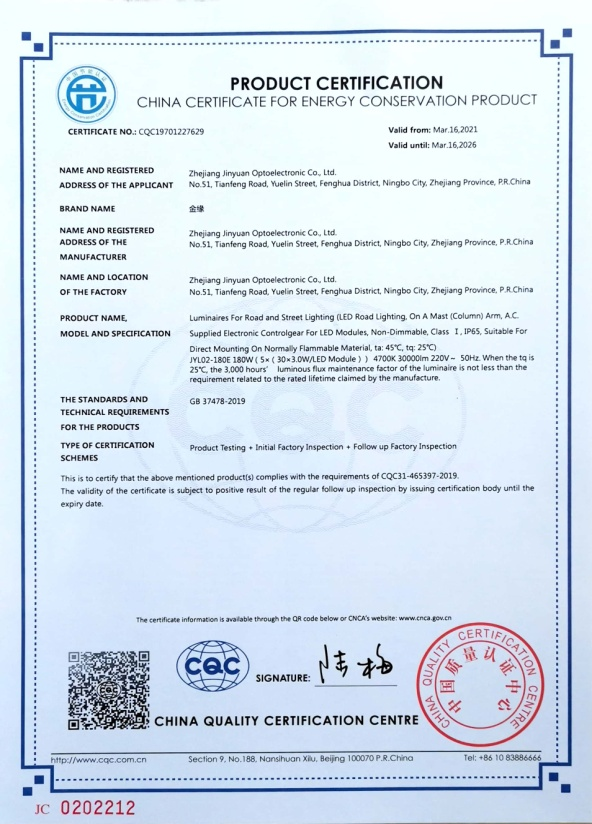 PRODUCT CERTIFICATION
CHINA CERTIFICATE FOR ENERGY CONSERVATION PRODUCT
CERTIFICATE NO.: CQC19701227629
Valid from: Mar.16,2021
Valid until: Mar.16,2026
NAME AND REGISTERED
ADDRESS OF THE APPLICANT
Zhejiang Jinyuan Optoelectronic Co., Ltd.
No.51, Tianfeng Road, Yuelin Street, Fenghua District, Ningbo City, Zhejiang Province, P.R.China
BRAND NAME
金缘
NAME AND REGISTERED
ADDRESS OF THE
MANUFACTURER
Zhejiang Jinyuan Optoelectronic Co., Ltd.
No.51, Tianfeng Road, Yuelin Street, Fenghua District, Ningbo City, Zhejiang Province, P.R.China
NAME AND LOCATION
OF THE FACTORY
Zhejiang Jinyuan Optoelectronic Co., Ltd.
No.51, Tianfeng Road, Yuelin Street, Fenghua District, Ningbo City, Zhejiang Province, P.R.China
PRODUCT NAME,
MODEL AND SPECIFICATION
Luminaires For Road and Street Lighting (LED Road Lighting, On A Mast (Column) Arm, A.C.
Supplied Electronic Controlgear For LED Modules, Non-Dimmable, Class Ⅰ, IP65, Suitable For
Direct Mounting On Normally Flammable Material, ta: 45℃, tq: 25℃)
JYL02-180E 180W（5×（30×3.0W/LED Module））4700K 30000lm 220V～ 50Hz. When the tq is
25℃, the 3,000 hours' luminous flux maintenance factor of the luminaire is not less than the
requirement related to the rated lifetime claimed by the manufacture.
THE STANDARDS AND
TECHNICAL REQUIREMENTS
FOR THE PRODUCTS
GB 37478-2019
TYPE OF CERTIFICATION
SCHEMES
Product Testing + Initial Factory Inspection + Follow up Factory Inspection
This is to certify that the above mentioned product(s) complies with the requirements of CQC31-465397-2019.
The validity of the certificate is subject to positive result of the regular follow up inspection by issuing certification body until the
expiry date.
The certificate information is available through the QR code below or CNCA's website: www.cnca.gov.cn
CQC
SIGNATURE:
CHINA QUALITY CERTIFICATION CENTRE
CHINA QUALITY CERTIFICATION CENTRE
中国质量认证中心
http://www.cqc.com.cn
Section 9, No.188, Nansihuan Xilu, Beijing 100070 P.R.China
Tel: +86 10 83886666
JC 0202212